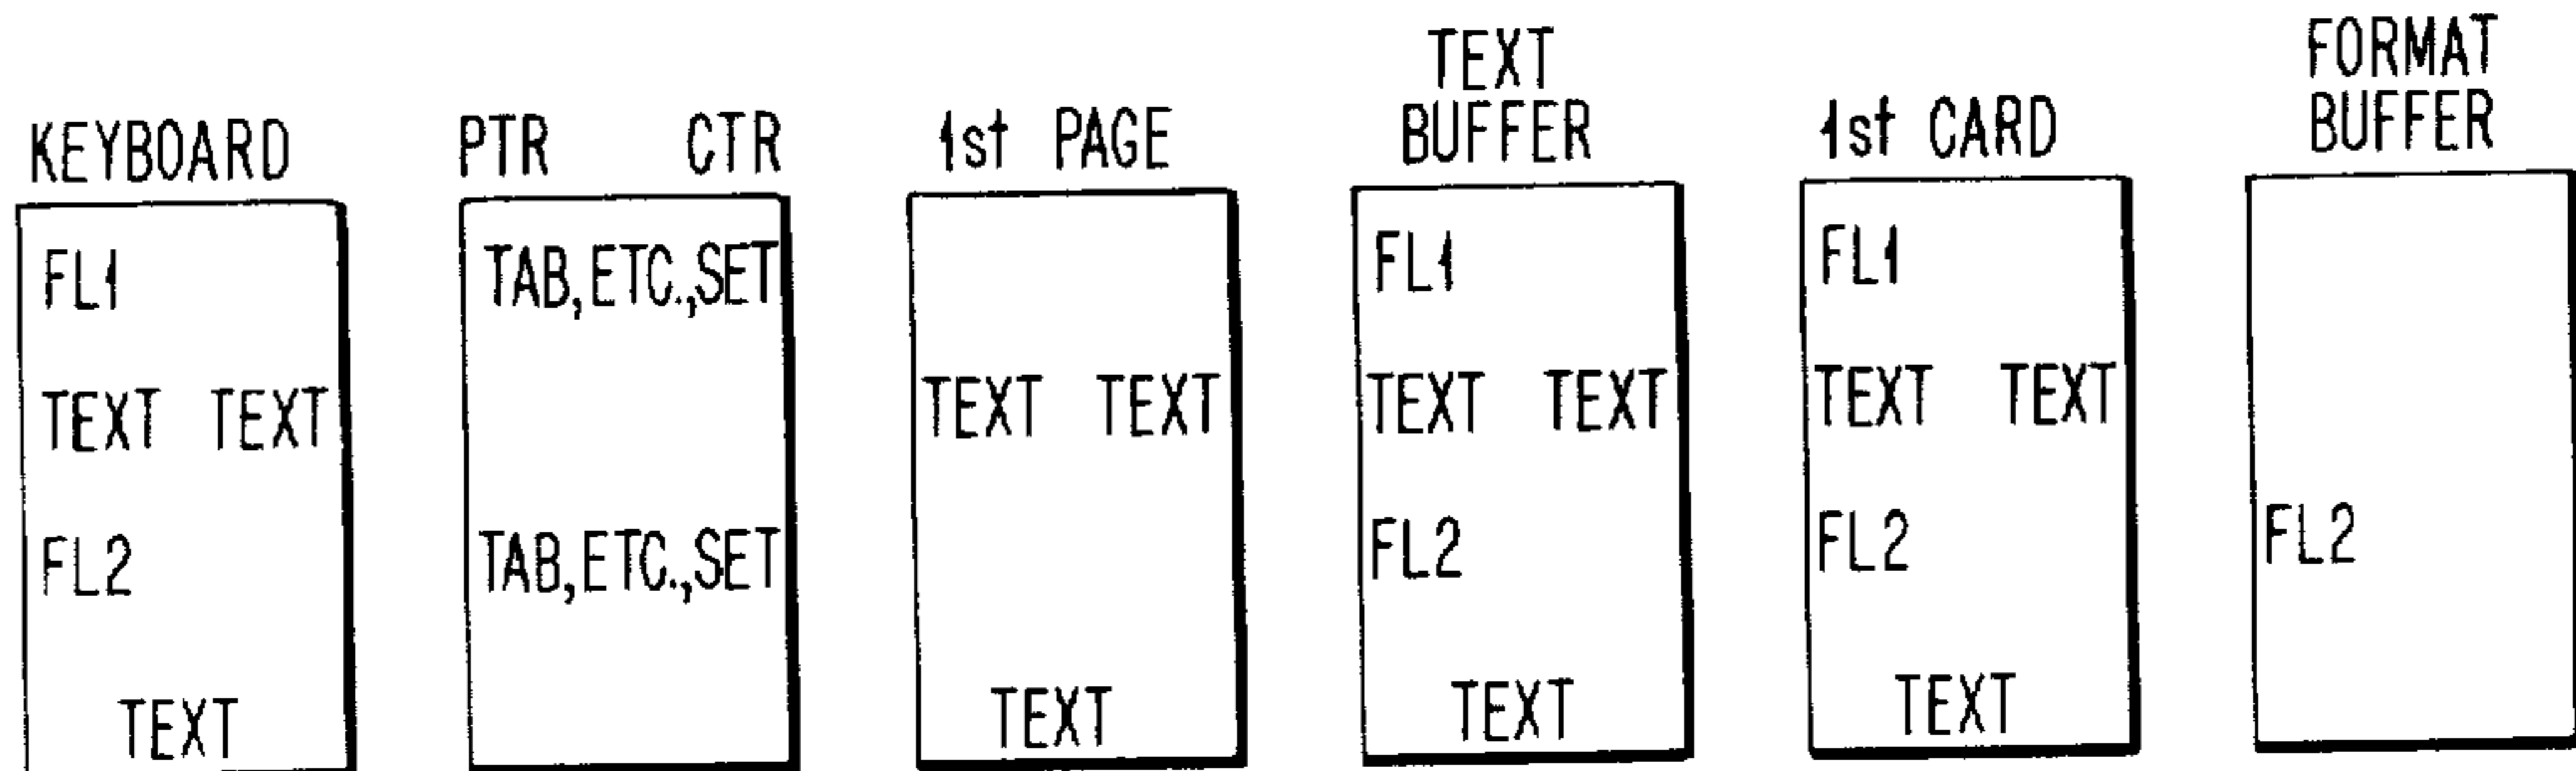 KEYBOARD
FL1
TEXT TEXT
FL2
TEXT
PTR CTR
TAB,ETC.,SET
TAB,ETC.,SET
1st PAGE
TEXT TEXT
TEXT
TEXT
BUFFER
FL1
TEXT TEXT
FL2
TEXT
1st CARD
FL1
TEXT TEXT
FL2
TEXT
FORMAT
BUFFER
FL2